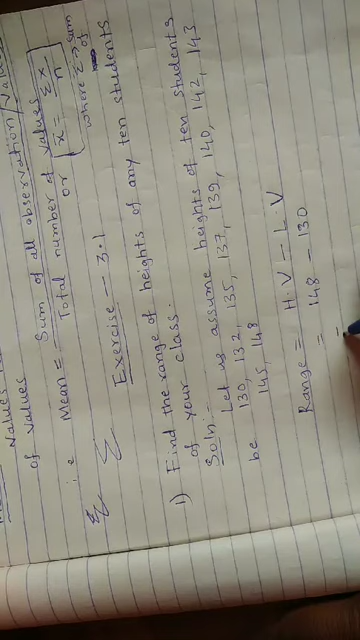 Values
of values
i.e Mean = Sum of all observation/Values
Total number of values
or { x = Σx
n
where Σ → sum
of
Σ Σ Exercise - 3.1
1) Find the range of heights of any ten students
of your class.
Soln:- Let us assume heights of ten students
be 130, 132, 135, 137, 139, 140, 142, 143
145, 148
Range = H.V - L.V
= 148 - 130
-